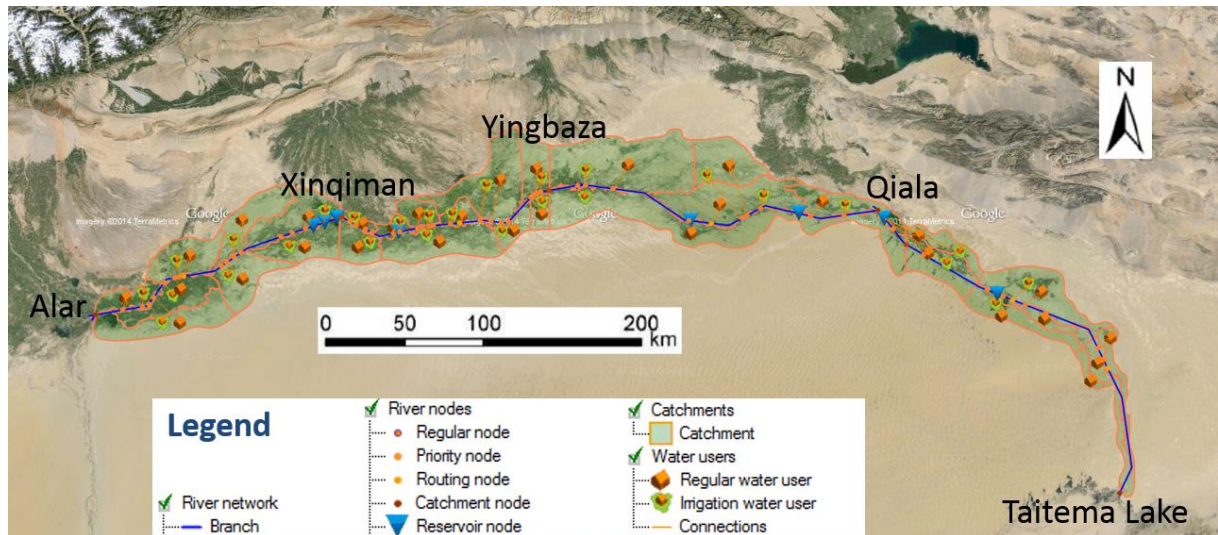 Yingbaza
N
Xinqiman
Qiala
Imagery ©2014 TerraMetrics
Google
Google
Google
Alar
0 50 100 200
km
Legend
River network
Branch
River nodes
Regular node
Priority node
Routing node
Catchment node
Reservoir node
Catchments
Catchment
Water users
Regular water user
Irrigation water user
Connections
Taitema Lake